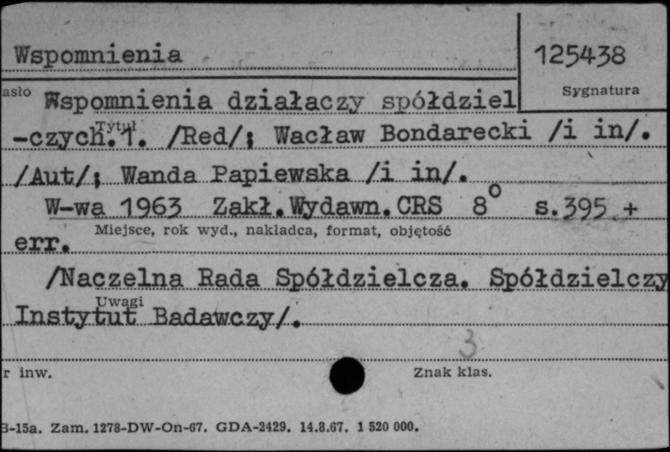 Wspomnienia
125438
asło
Sygnatura
Wspomnienia działaczy spółdziel
Tytuł
-czych. 1. /Red/; Wacław Bondarecki /i in/.
/Aut/; Wanda Papiewska /i in/.
W-wa 1963 Zakł.Wydawn.CRS 8° s.395 +
Miejsce, rok wyd., nakładca, format, objętość
err.
/Naczelna Rada Spółdzielcza. Spółdzielczy
Uwagi
Instytut Badawczy/.
3
r inw.
Znak klas.
B-15a. Zam. 1278-DW-On-67. GDA-2429. 14.8.67. 1 520 000.